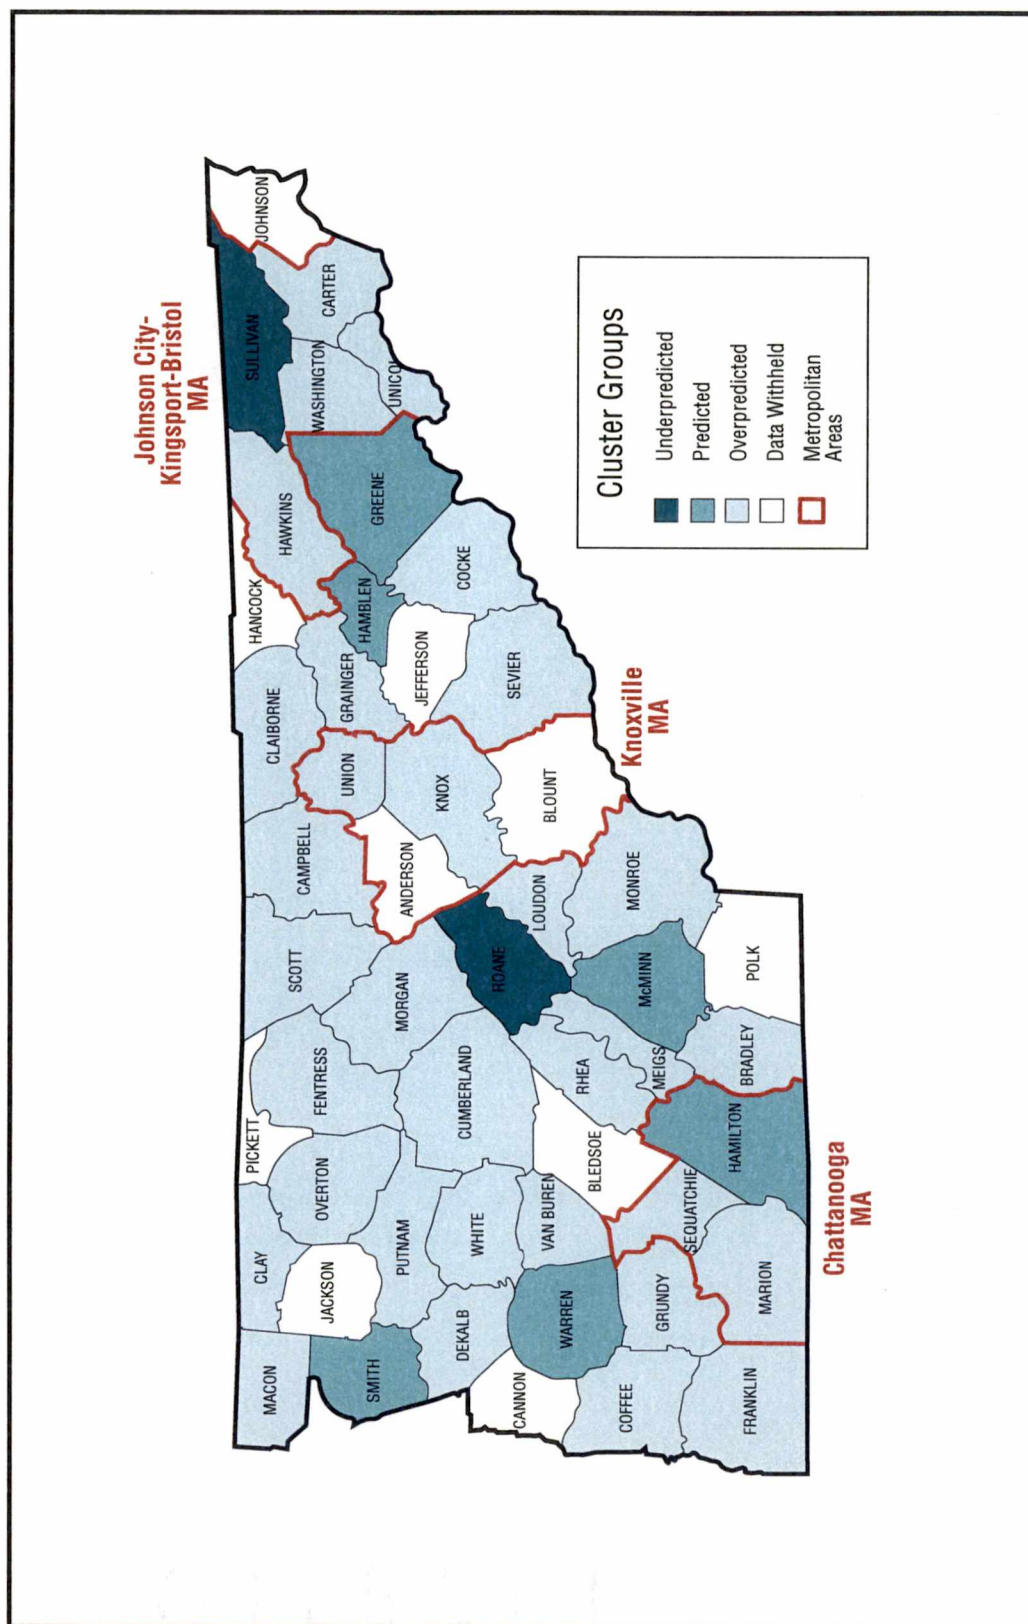 Johnson City-
Kingsport-Bristol
MA
JOHNSON
SULLIVAN
CARTER
WASHINGTON
UNICOI
HAWKINS
GREENE
HANCOCK
HAMBLEN
COCKE
CLAIBORNE
GRAINGER
JEFFERSON
SEVIER
UNION
KNOX
BLOUNT
Knoxville
MA
CAMPBELL
ANDERSON
LOUDON
MONROE
SCOTT
MORGAN
ROANE
McMINN
POLK
PICKETT
FENTRESS
CUMBERLAND
RHEA
MEIGS
BRADLEY
CLAY
OVERTON
PUTNAM
WHITE
VAN BUREN
BLEDSOE
SEQUATCHIE
HAMILTON
Chattanooga
MA
JACKSON
DEKALB
WARREN
GRUNDY
MARION
MACON
SMITH
CANNON
COFFEE
FRANKLIN
Cluster Groups
Underpredicted
Predicted
Overpredicted
Data Withheld
Metropolitan
Areas